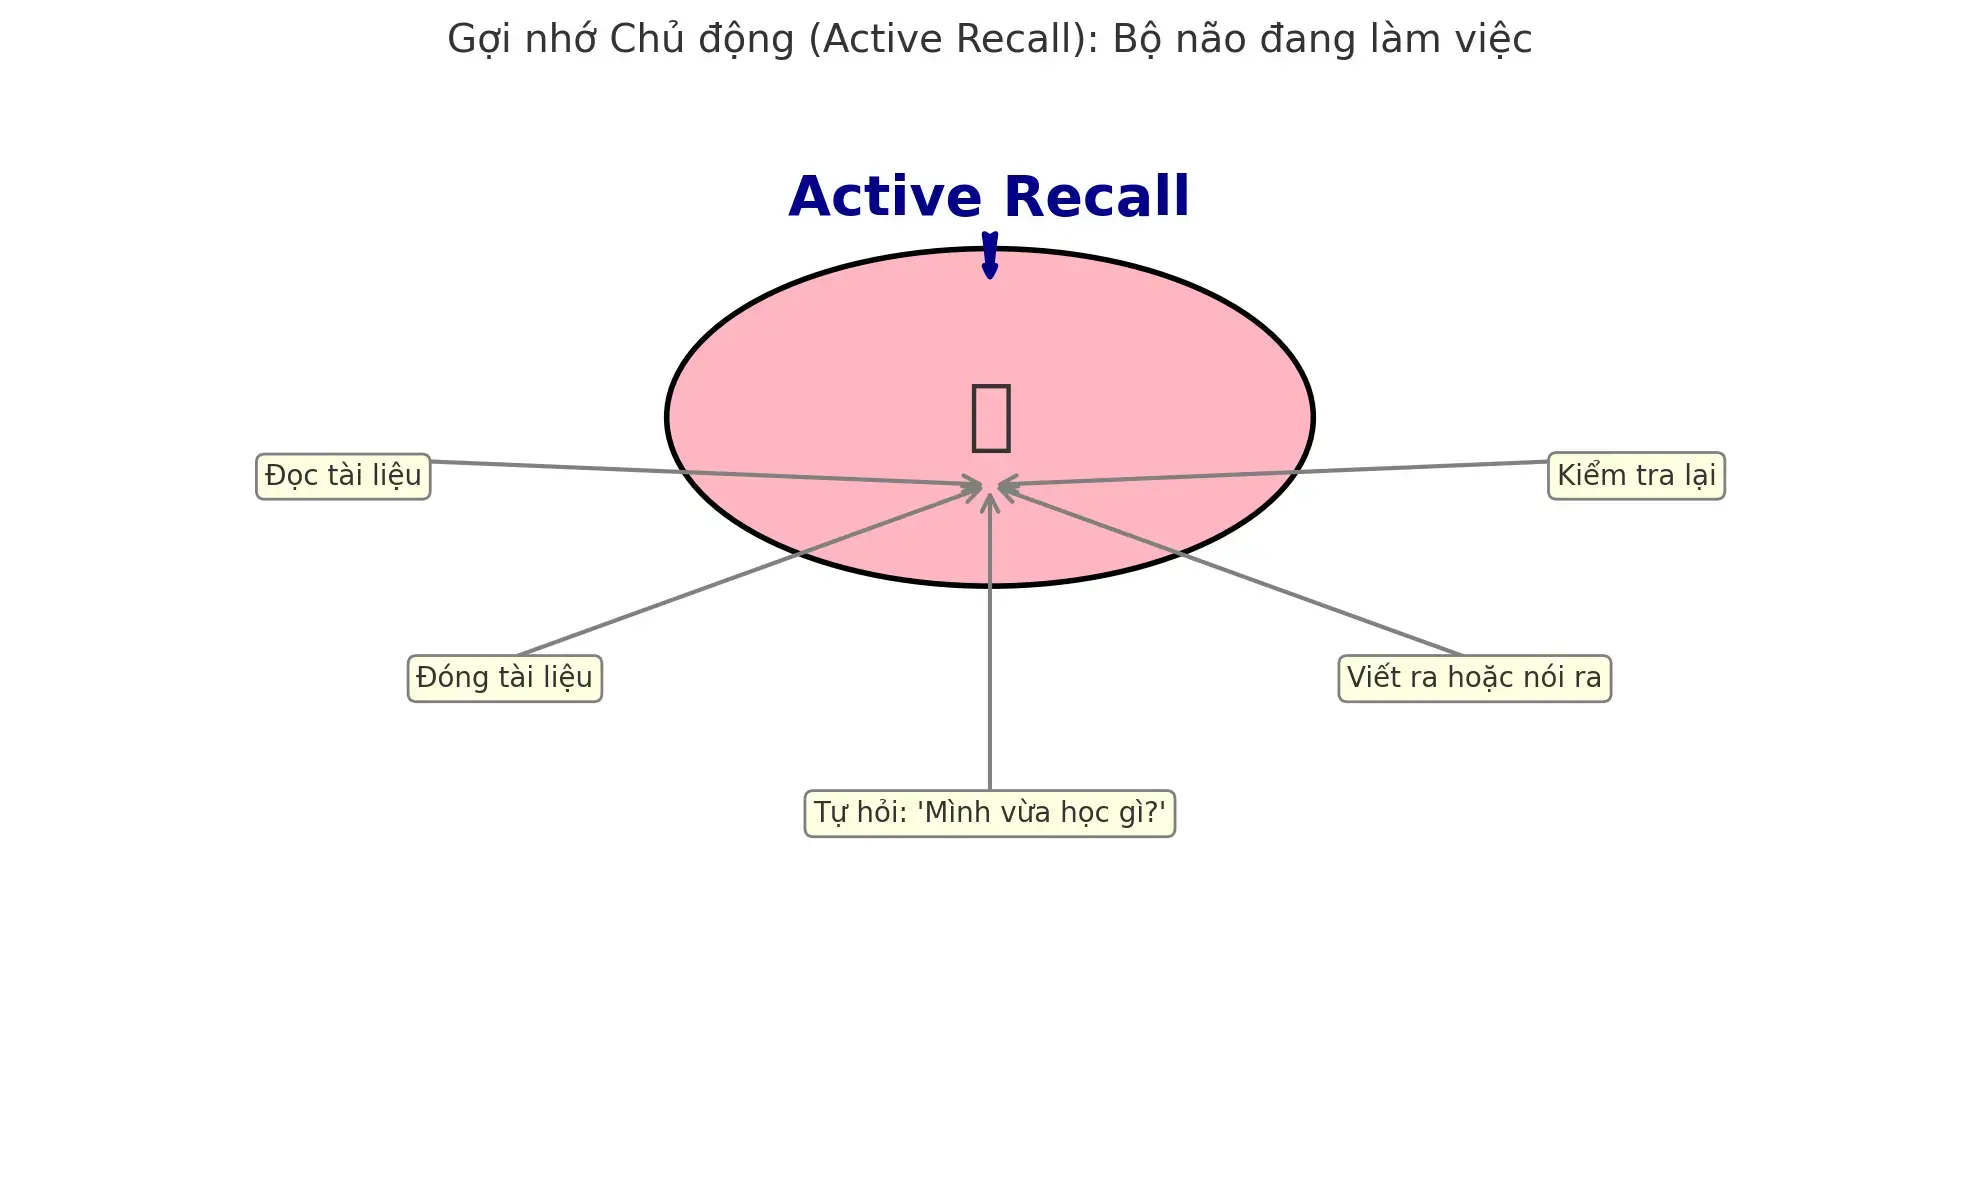 Gợi nhớ Chủ động (Active Recall): Bộ não đang làm việc
Active Recall
Đọc tài liệu
Kiểm tra lại
Đóng tài liệu
Viết ra hoặc nói ra
Tự hỏi: 'Mình vừa học gì?'